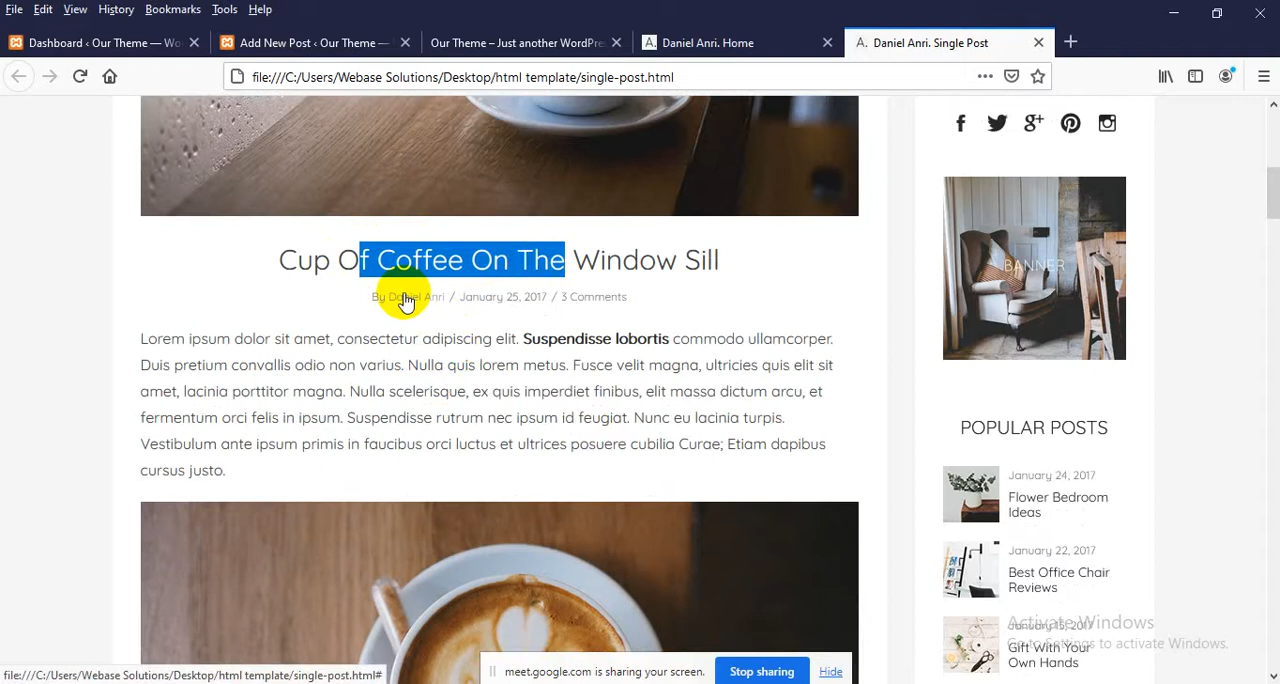 File Edit View History Bookmarks Tools Help
Dashboard ‹ Our Theme — Wo
Add New Post ‹ Our Theme —
Our Theme – Just another WordPre
A. Daniel Anri. Home
A. Daniel Anri. Single Post
file:///C:/Users/Webase Solutions/Desktop/html template/single-post.html
Cup Of Coffee On The Window Sill
By Daniel Anri / January 25, 2017 / 3 Comments
Lorem ipsum dolor sit amet, consectetur adipiscing elit. Suspendisse lobortis commodo ullamcorper.
Duis pretium convallis odio non varius. Nulla quis lorem metus. Fusce velit magna, ultricies quis elit sit
amet, lacinia porttitor magna. Nulla scelerisque, ex quis imperdiet finibus, elit massa dictum arcu, et
fermentum orci felis in ipsum. Suspendisse rutrum nec ipsum id feugiat. Nunc eu lacinia turpis.
Vestibulum ante ipsum primis in faucibus orci luctus et ultrices posuere cubilia Curae; Etiam dapibus
cursus justo.
BANNER
POPULAR POSTS
January 24, 2017
Flower Bedroom
Ideas
January 22, 2017
Best Office Chair
Reviews
January 15, 2017
Gift With Your
Own Hands
Activate Windows
Go to Settings to activate Windows.
file:///C:/Users/Webase Solutions/Desktop/html template/single-post.html#
meet.google.com is sharing your screen.
Stop sharing
Hide